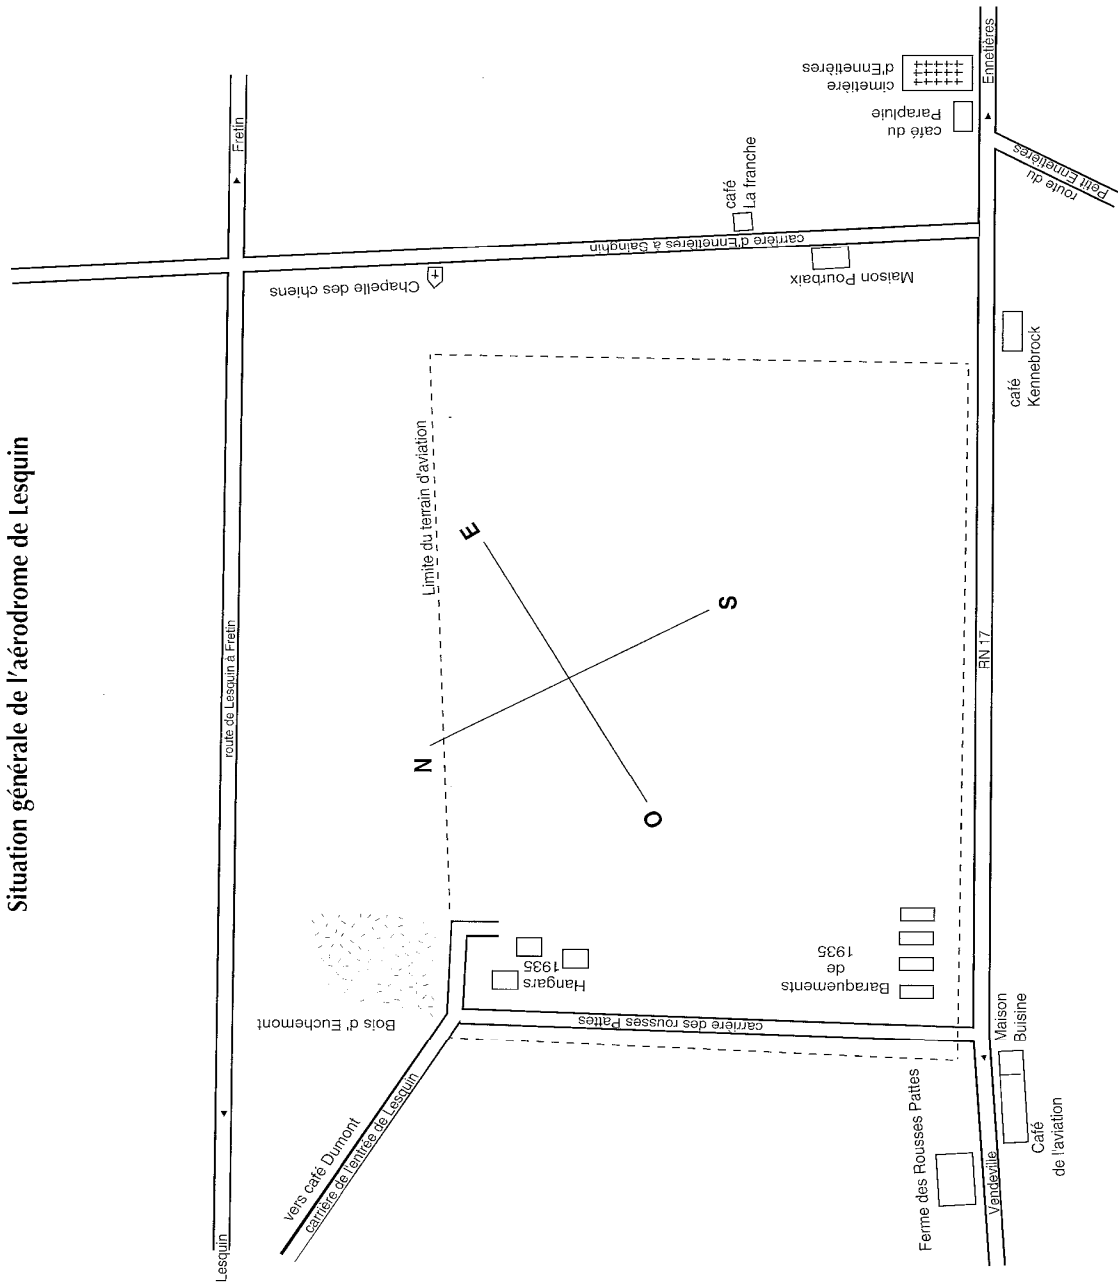 Situation générale de l'aérodrome de Lesquin
Lesquin
route de Lesquin à Fretin
Fretin
vers café Dumont
carrière de l'entrée de Lesquin
Bois d' Euchemont
Chapelle des chiens
Limite du terrain d'aviation
N
E
S
O
Hangars
1935
carrière des rousses Pattes
Baraquements
de
1935
carrière d'Ennetières à Sainghin
café
La franche
Maison Pourbaix
cimetière
d'Ennetières
café du
Parapluie
Ennetières
route du
Petit Ennetières
RN 17
café
Kennebrock
Maison
Buisine
Café
de l'aviation
Ferme des Rousses Pattes
Vendeville